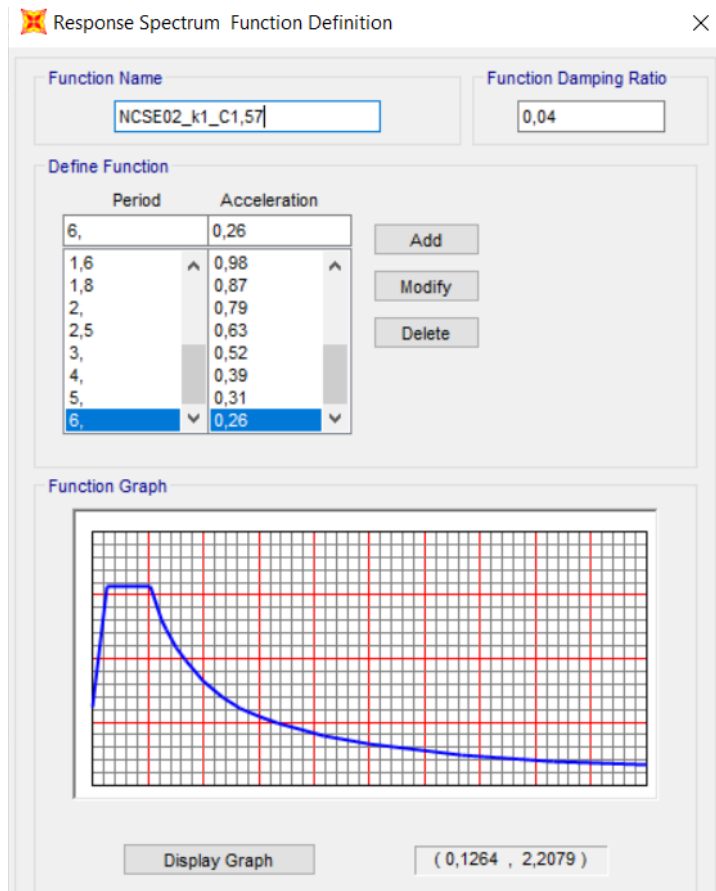 Response Spectrum Function Definition
Function Name
Function Damping Ratio
NCSE02_k1_C1,57
0,04
Define Function
Period Acceleration
6, 0,26
Add
1,6 0,98
1,8 0,87
Modify
2, 0,79
2,5 0,63
Delete
3, 0,52
4, 0,39
5, 0,31
6, 0,26
Function Graph
Display Graph
( 0,1264 , 2,2079 )